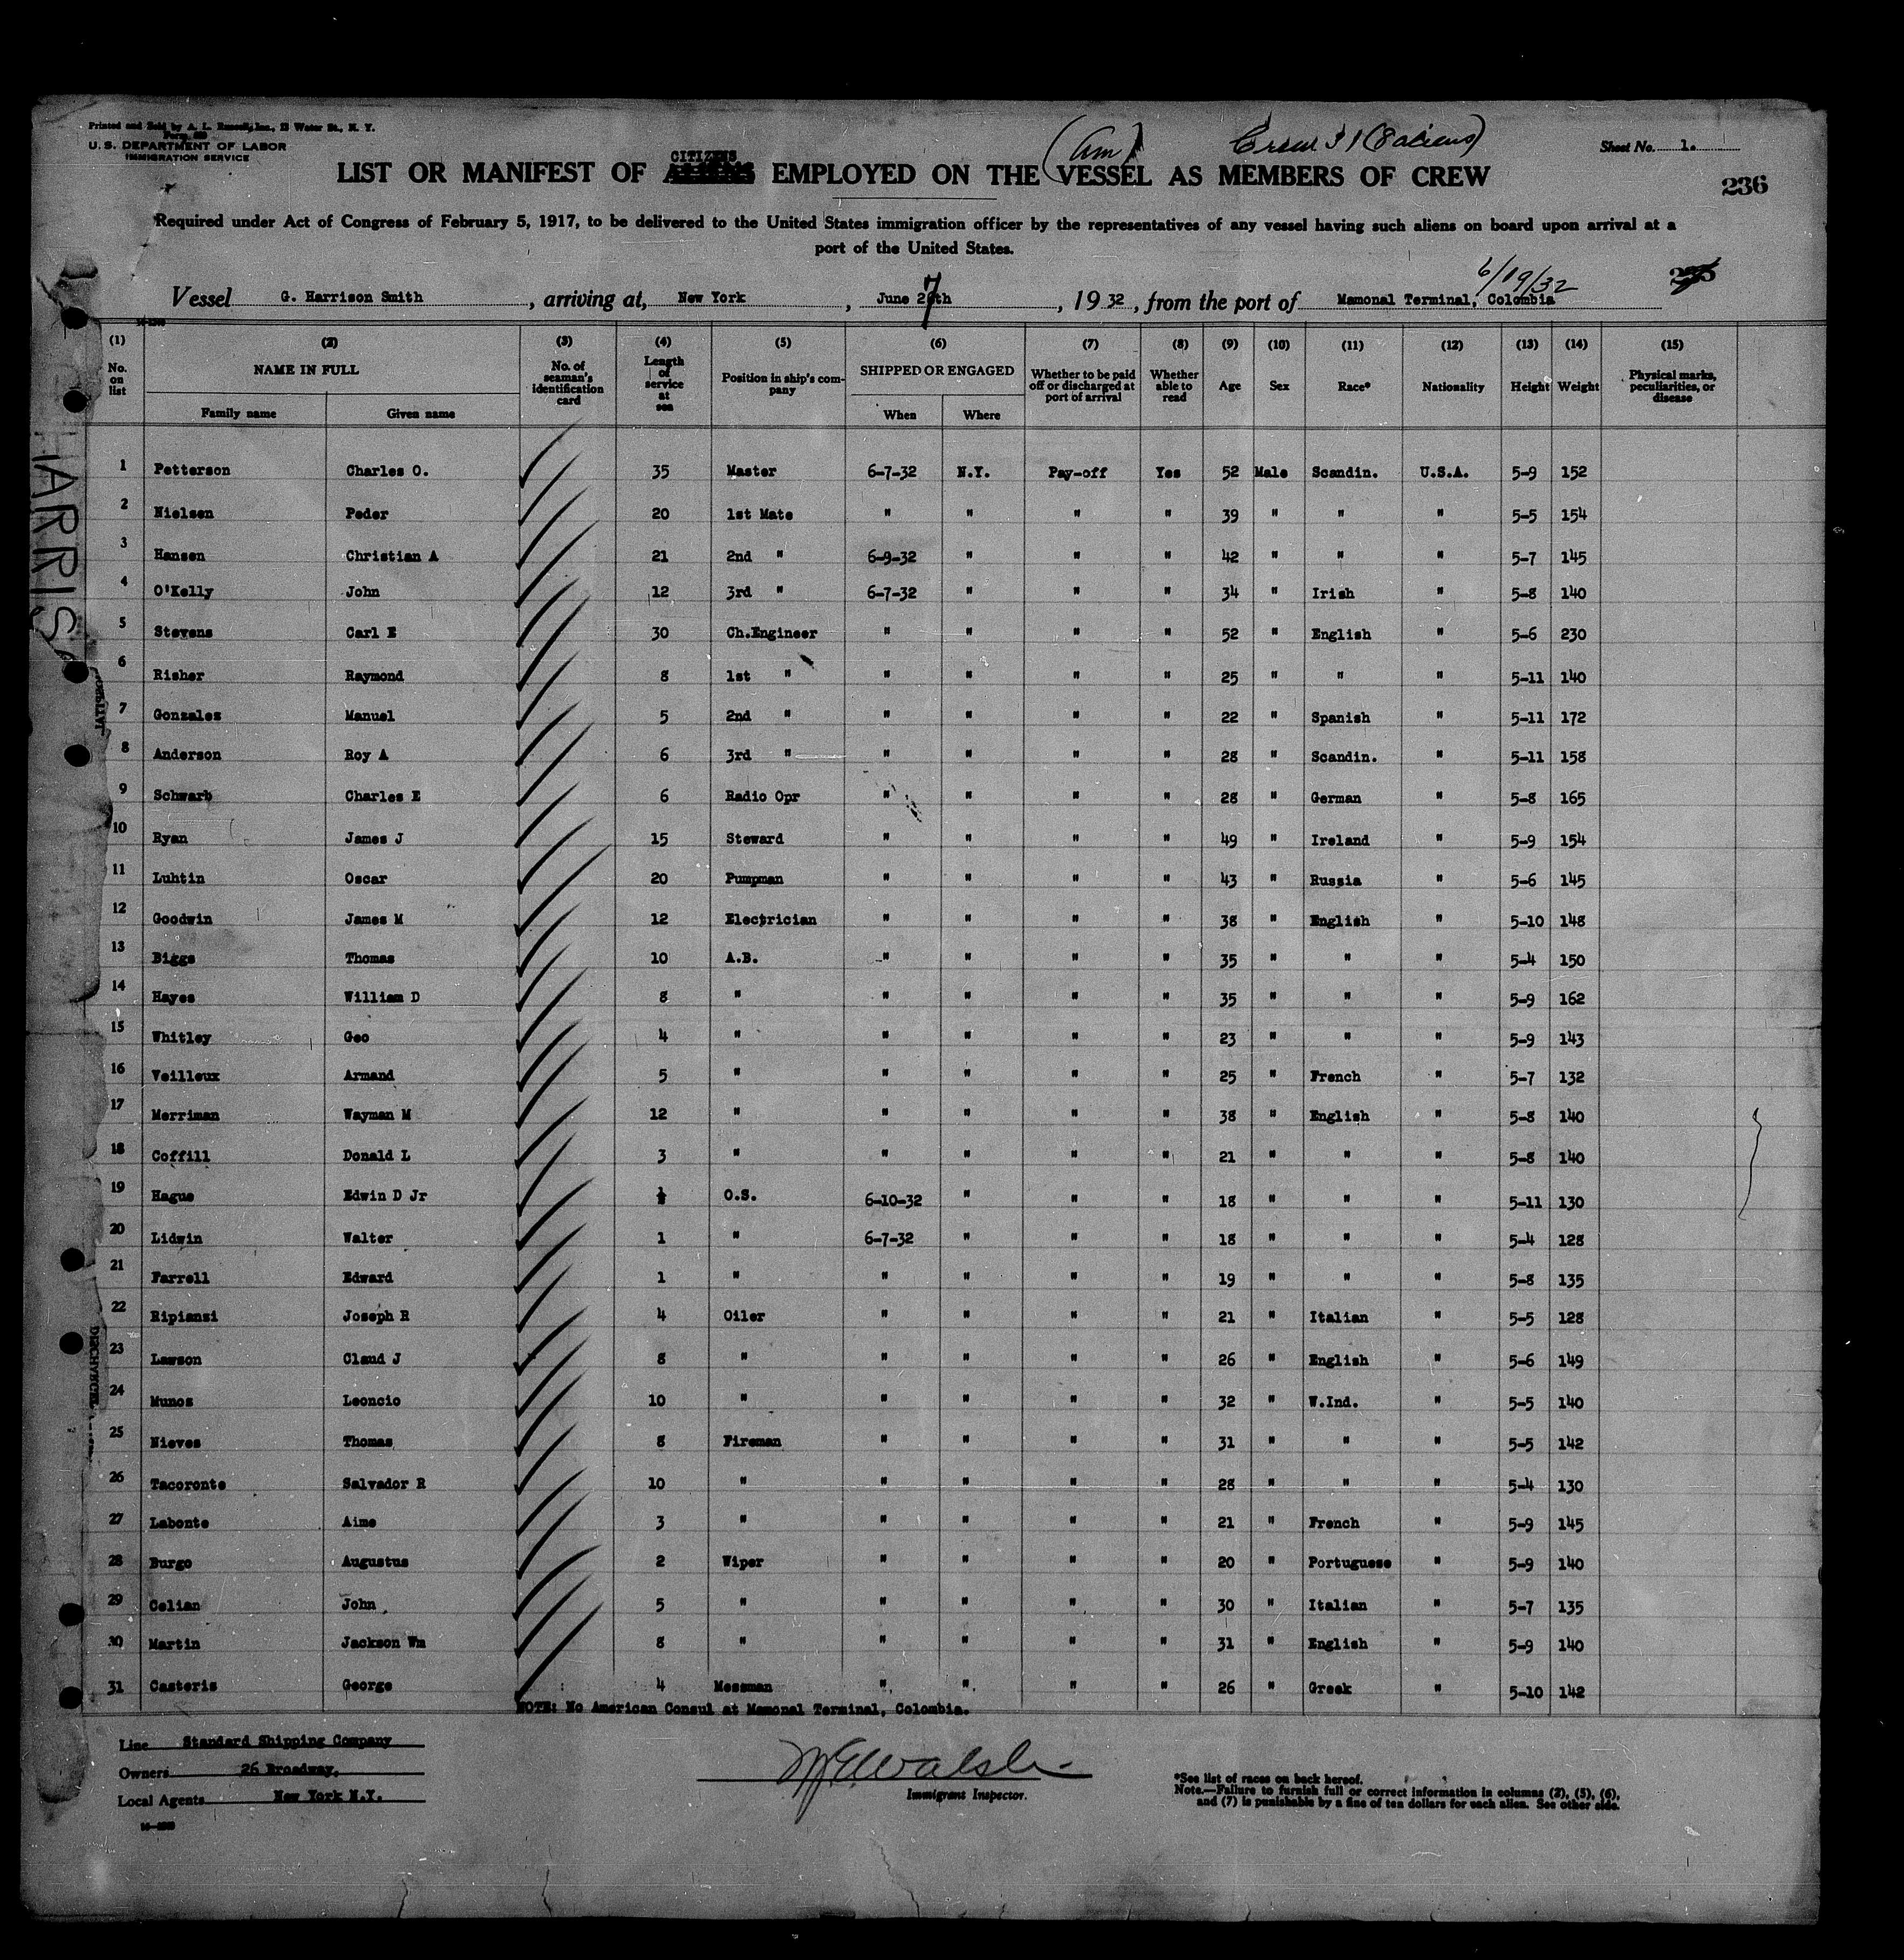 Printed and Sold by A. L. Russell, Inc., 12 Water St., N. Y.
U. S. DEPARTMENT OF LABOR
IMMIGRATION SERVICE
(Am)
Crew 31 (8 aliens)
Sheet No. 1.
CITIZENS
LIST OR MANIFEST OF ALIENS EMPLOYED ON THE VESSEL AS MEMBERS OF CREW
236
Required under Act of Congress of February 5, 1917, to be delivered to the United States immigration officer by the representatives of any vessel having such aliens on board upon arrival at a
port of the United States.
6/19/32
Vessel G. Harrison Smith, arriving at, New York, June 27th, 1932, from the port of Mamonal Terminal, Colombia
(1) (2) (3) (4) (5) (6) (7) (8) (9) (10) (11) (12) (13) (14) (15)
No. on list NAME IN FULL Family name Given name No. of seaman's identification card Length of service at sea Position in ship's company SHIPPED OR ENGAGED When Where Whether to be paid off or discharged at port of arrival Whether able to read Age Sex Race* Nationality Height Weight Physical marks, peculiarities, or disease
HARRIS
1 Petterson Charles O. 35 Master 6-7-32 N.Y. Pay-off Yes 52 Male Scandin. U.S.A. 5-9 152
2 Nielsen Peder 20 1st Mate " " " " 39 " " " 5-5 154
3 Hansen Christian A 21 2nd " 6-9-32 " " " 42 " " " 5-7 145
4 O'Kelly John 12 3rd " 6-7-32 " " " 34 " Irish " 5-8 140
5 Stevens Carl E 30 Ch.Engineer " " " " 52 " English " 5-6 230
6 Risher Raymond 8 1st " " " " " 25 " " " 5-11 140
7 Gonzales Manuel 5 2nd " " " " " 22 " Spanish " 5-11 172
8 Anderson Roy A 6 3rd " " " " " 28 " Scandin. " 5-11 158
9 Schwarb Charles E 6 Radio Opr " " " " 28 " German " 5-8 165
10 Ryan James J 15 Steward " " " " 49 " Ireland " 5-9 154
11 Luhtin Oscar 20 Pumpman " " " " 43 " Russia " 5-6 145
12 Goodwin James M 12 Electrician " " " " 38 " English " 5-10 148
13 Biggs Thomas 10 A.B. " " " " 35 " " " 5-4 150
14 Hayes William D 8 " " " " " 35 " " " 5-9 162
15 Whitley Geo 4 " " " " " 23 " " " 5-9 143
16 Veilleux Armand 5 " " " " " 25 " French " 5-7 132
17 Merriman Wayman M 12 " " " " " 38 " English " 5-8 140
18 Coffill Donald L 3 " " " " " 21 " " " 5-8 140
19 Hague Edwin D Jr O.S. 6-10-32 " " " 18 " " " 5-11 130
20 Lidwin Walter 1 " 6-7-32 " " " 18 " " " 5-4 128
21 Farrell Edward 1 " " " " " 19 " " " 5-8 135
22 Ripianzi Joseph R 4 Oiler " " " " 21 " Italian " 5-5 128
23 Lawson Claud J 8 " " " " " 26 " English " 5-6 149
24 Munos Leoncio 10 " " " " " 32 " W.Ind. " 5-5 140
25 Nieves Thomas 8 Fireman " " " " 31 " " " 5-5 142
26 Tacoronte Salvador R 10 " " " " " 28 " " " 5-4 130
27 Labonte Aime 3 " " " " " 21 " French " 5-9 145
28 Burgo Augustus 2 Wiper " " " " 20 " Portuguese " 5-9 140
29 Celian John 5 " " " " " 30 " Italian " 5-7 135
30 Martin Jackson Wm 8 " " " " " 31 " English " 5-9 140
31 Casteris George 4 Messman " " " " 26 " Greek " 5-10 142
NOTE: No American Consul at Mamonal Terminal, Colombia.
Line Standard Shipping Company
Owners 26 Broadway,
Local Agents New York N.Y.
W E Walsh
Immigrant Inspector.
*See list of races on back hereof.
Note.—Failure to furnish full or correct information in columns (2), (5), (6),
and (7) is punishable by a fine of ten dollars for each alien. See other side.